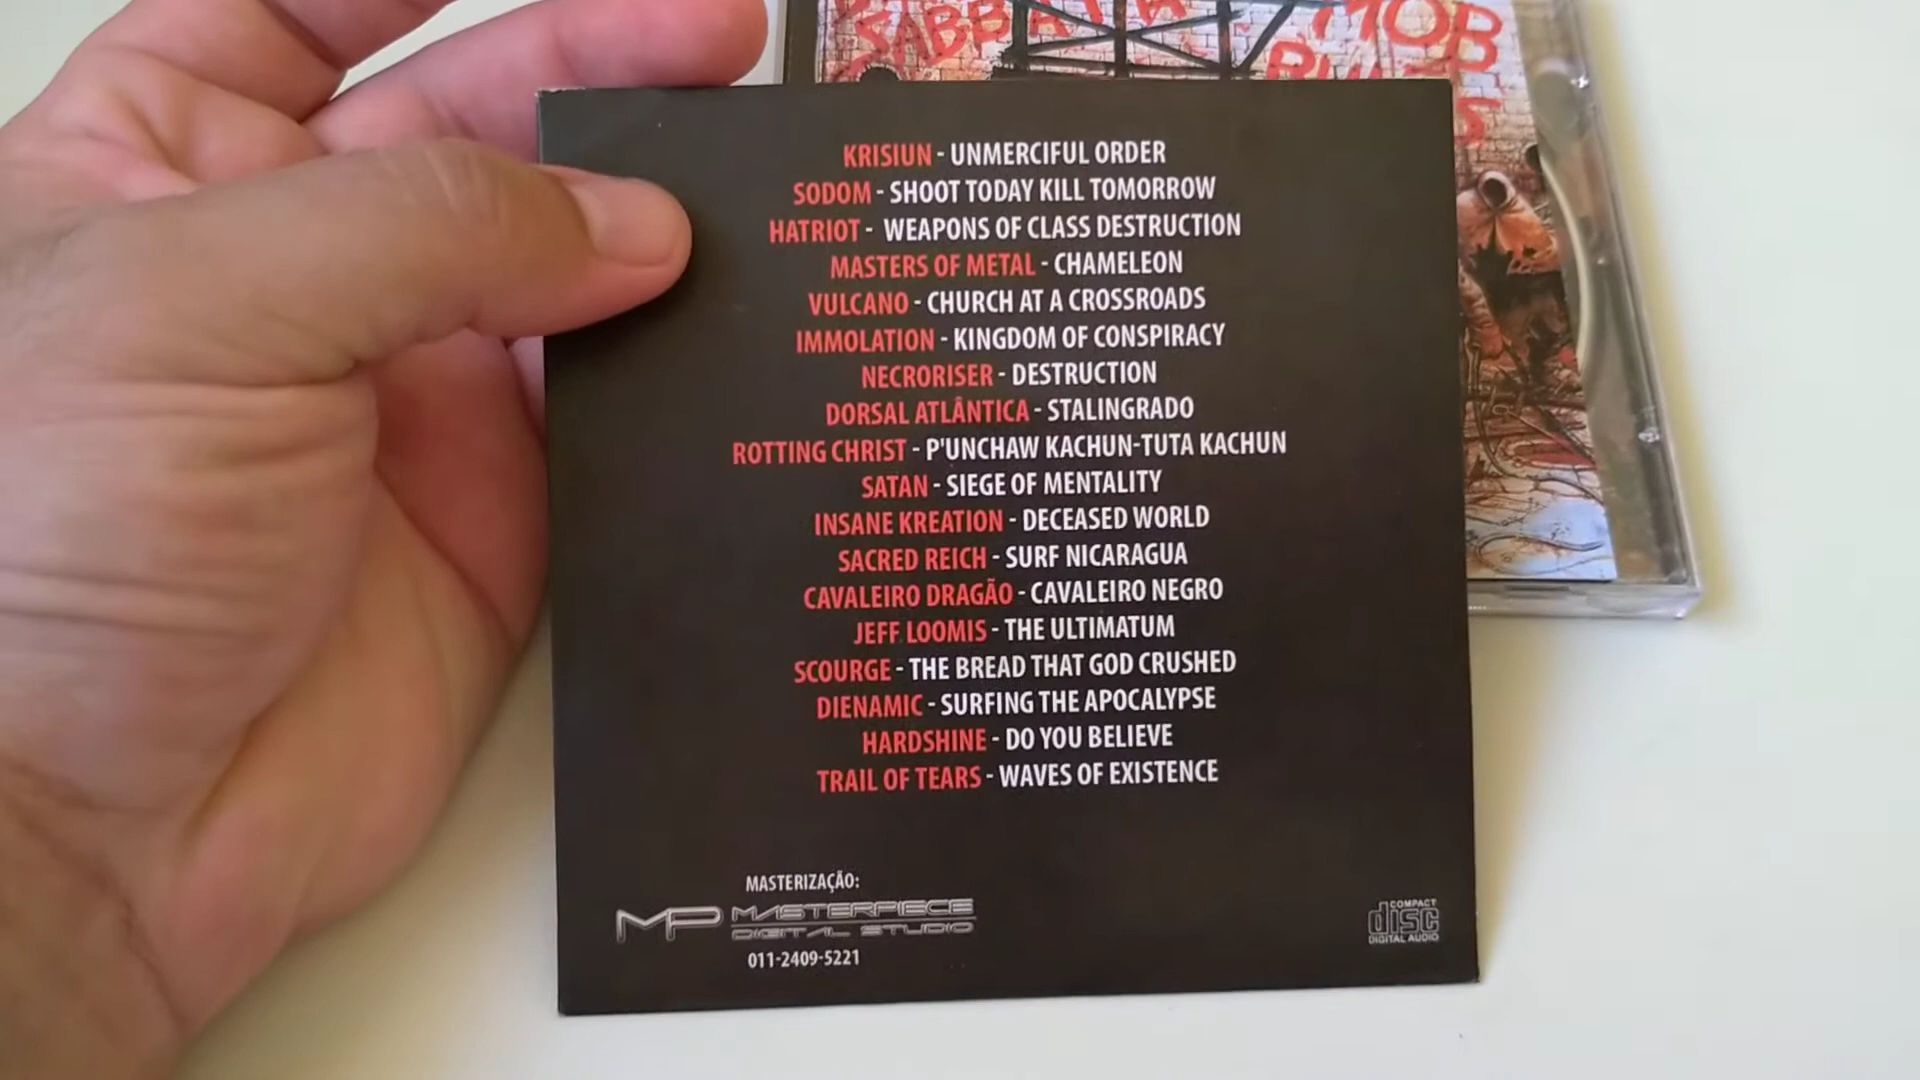 SABBATH
MOB
KRISIUN - UNMERCIFUL ORDER
SODOM - SHOOT TODAY KILL TOMORROW
HATRIOT - WEAPONS OF CLASS DESTRUCTION
MASTERS OF METAL - CHAMELEON
VULCANO - CHURCH AT A CROSSROADS
IMMOLATION - KINGDOM OF CONSPIRACY
NECRORISER - DESTRUCTION
DORSAL ATLÂNTICA - STALINGRADO
ROTTING CHRIST - P'UNCHAW KACHUN-TUTA KACHUN
SATAN - SIEGE OF MENTALITY
INSANE KREATION - DECEASED WORLD
SACRED REICH - SURF NICARAGUA
CAVALEIRO DRAGÃO - CAVALEIRO NEGRO
JEFF LOOMIS - THE ULTIMATUM
SCOURGE - THE BREAD THAT GOD CRUSHED
DIENAMIC - SURFING THE APOCALYPSE
HARDSHINE - DO YOU BELIEVE
TRAIL OF TEARS - WAVES OF EXISTENCE
MASTERIZAÇÃO:
MP MASTERPIECE
DIGITAL STUDIO
011-2409-5221
COMPACT
disc
DIGITAL AUDIO